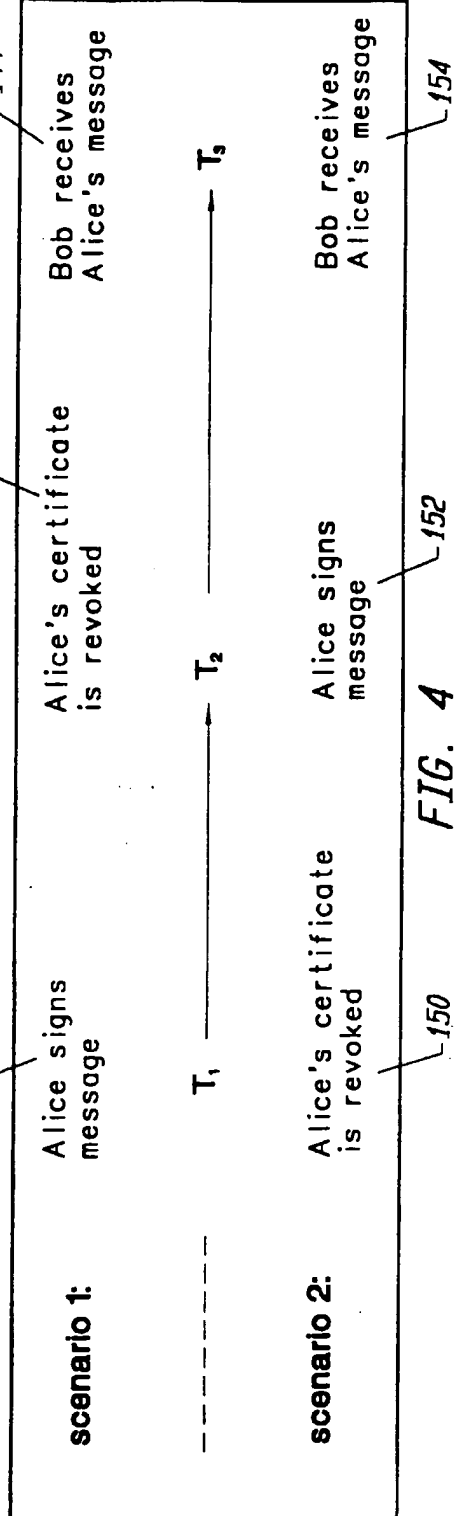 scenario 1:
Alice signs
message
Alice's certificate
is revoked
Bob receives
Alice's message
T₁
T₂
T₃
scenario 2:
Alice's certificate
is revoked
150
Alice signs
message
152
Bob receives
Alice's message
154
FIG. 4